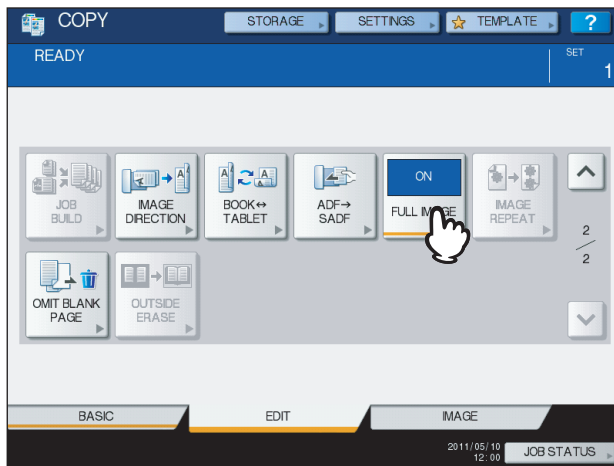 COPY
STORAGE
SETTINGS
TEMPLATE
?
READY
SET
1
JOB
BUILD
IMAGE
DIRECTION
BOOK↔
TABLET
ADF→
SADF
ON
FULL IMAGE
IMAGE
REPEAT
2
2
OMIT BLANK
PAGE
OUTSIDE
ERASE
BASIC
EDIT
IMAGE
2011/05/10
12:00
JOB STATUS